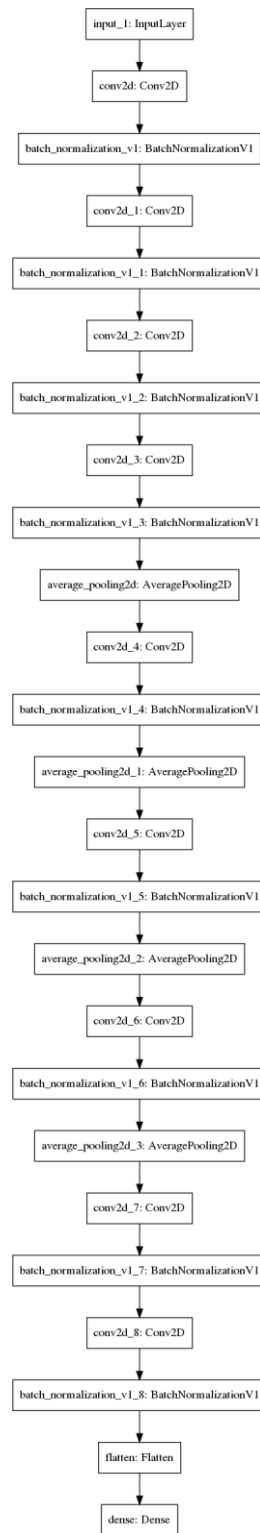 input_1: InputLayer
conv2d: Conv2D
batch_normalization_v1: BatchNormalizationV1
conv2d_1: Conv2D
batch_normalization_v1_1: BatchNormalizationV1
conv2d_2: Conv2D
batch_normalization_v1_2: BatchNormalizationV1
conv2d_3: Conv2D
batch_normalization_v1_3: BatchNormalizationV1
average_pooling2d: AveragePooling2D
conv2d_4: Conv2D
batch_normalization_v1_4: BatchNormalizationV1
average_pooling2d_1: AveragePooling2D
conv2d_5: Conv2D
batch_normalization_v1_5: BatchNormalizationV1
average_pooling2d_2: AveragePooling2D
conv2d_6: Conv2D
batch_normalization_v1_6: BatchNormalizationV1
average_pooling2d_3: AveragePooling2D
conv2d_7: Conv2D
batch_normalization_v1_7: BatchNormalizationV1
conv2d_8: Conv2D
batch_normalization_v1_8: BatchNormalizationV1
flatten: Flatten
dense: Dense